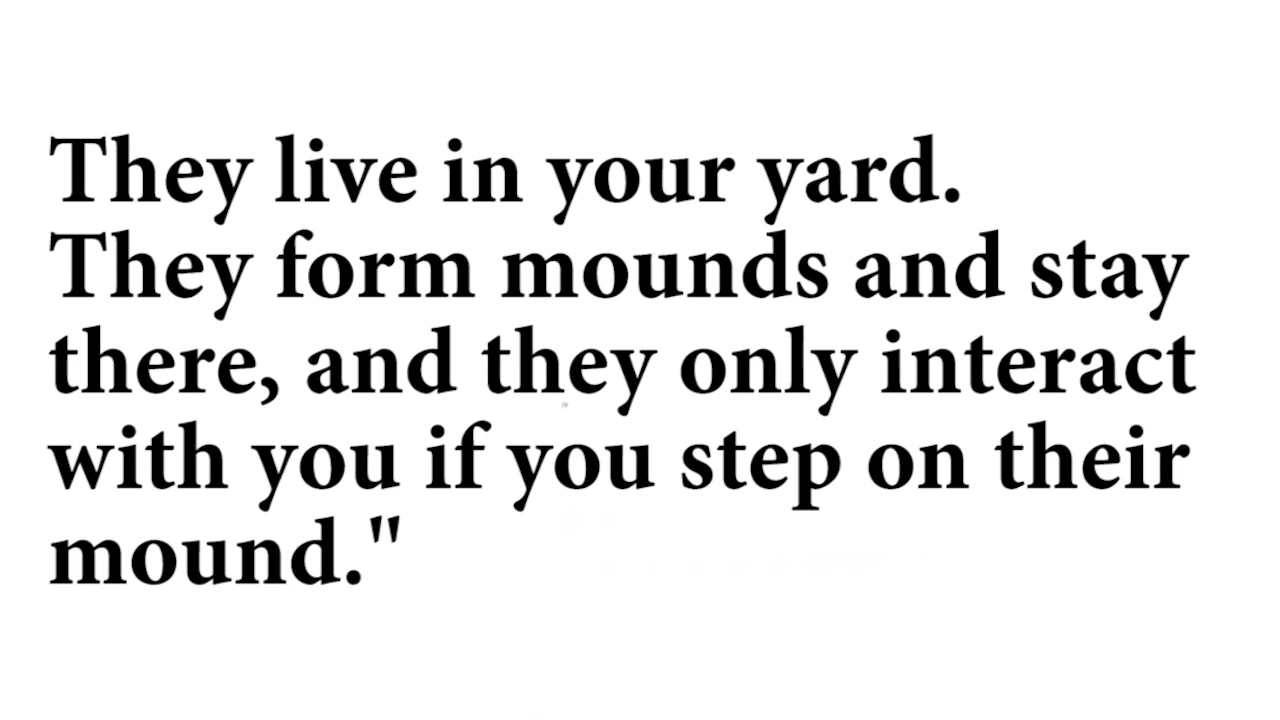 They live in your yard.
They form mounds and stay
there, and they only interact
with you if you step on their
mound."